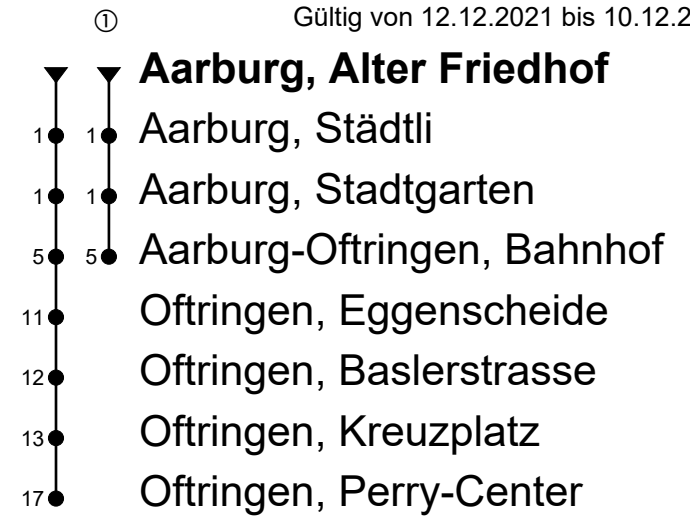 ① Gültig von 12.12.2021 bis 10.12.2
Aarburg, Alter Friedhof
1 1 Aarburg, Städtli
1 1 Aarburg, Stadtgarten
5 5 Aarburg-Oftringen, Bahnhof
11 Oftringen, Eggenscheide
12 Oftringen, Baslerstrasse
13 Oftringen, Kreuzplatz
17 Oftringen, Perry-Center